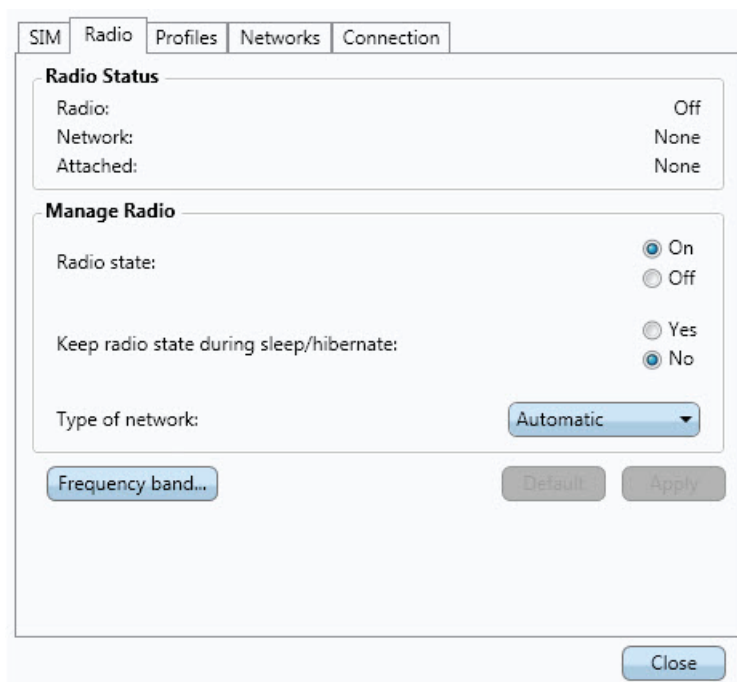 SIM Radio Profiles Networks Connection
Radio Status
Radio: Off
Network: None
Attached: None
Manage Radio
Radio state: On
Off
Keep radio state during sleep/hibernate: Yes
No
Type of network: Automatic
Frequency band... Default Apply
Close